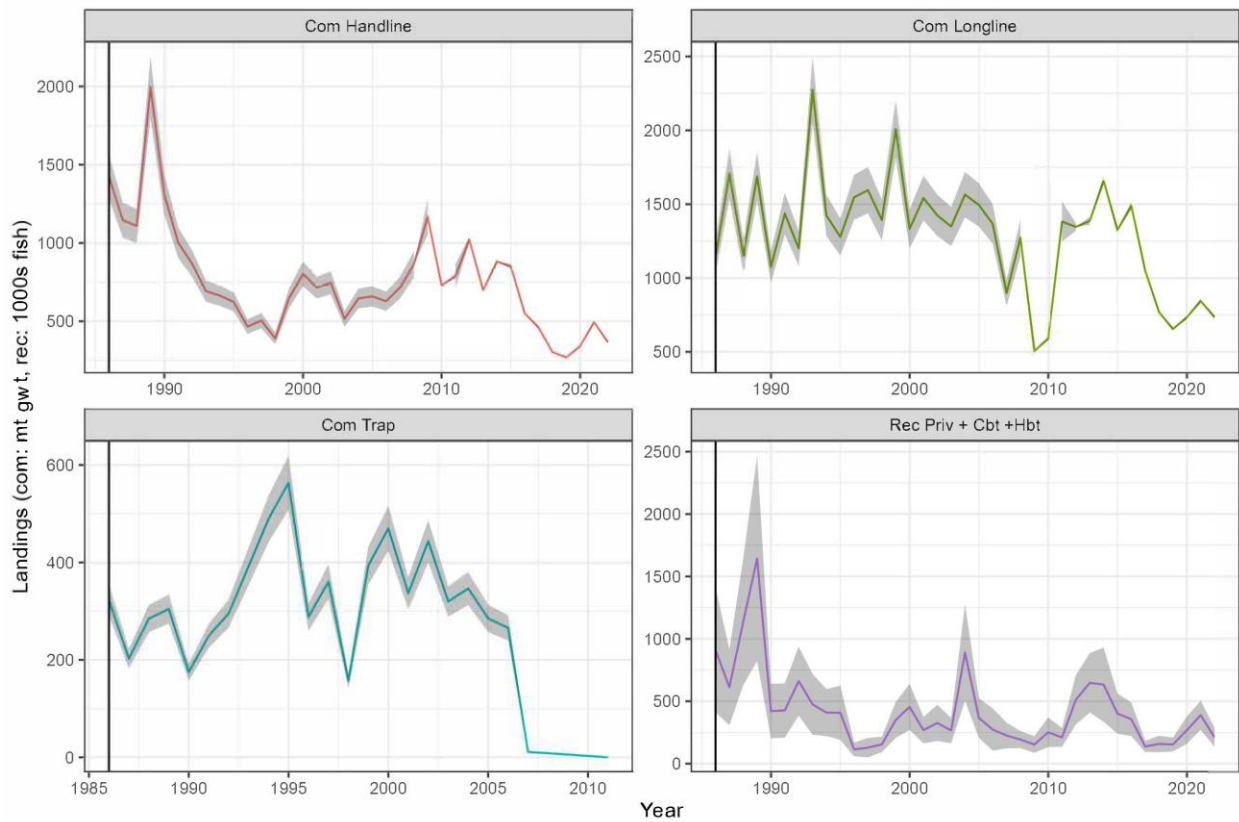 Com Handline
Com Longline
2000
1500
1000
500
2500
2000
1500
1000
500
1990 2000 2010 2020
1990 2000 2010 2020
Com Trap
Rec Priv + Cbt +Hbt
600
400
200
0
2500
2000
1500
1000
500
0
1985 1990 1995 2000 2005 2010
1990 2000 2010 2020
Landings (com: mt gwt, rec: 1000s fish)
Year